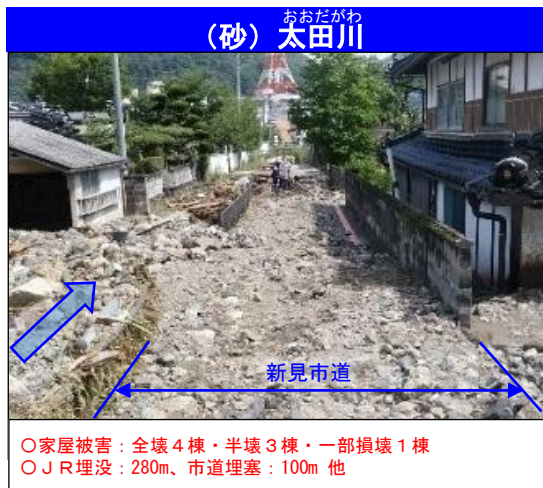 おおだがわ
（砂）太田川
新見市道
○家屋被害：全壊４棟・半壊３棟・一部損壊１棟
○ＪＲ埋没：280m、市道埋塞：100m 他